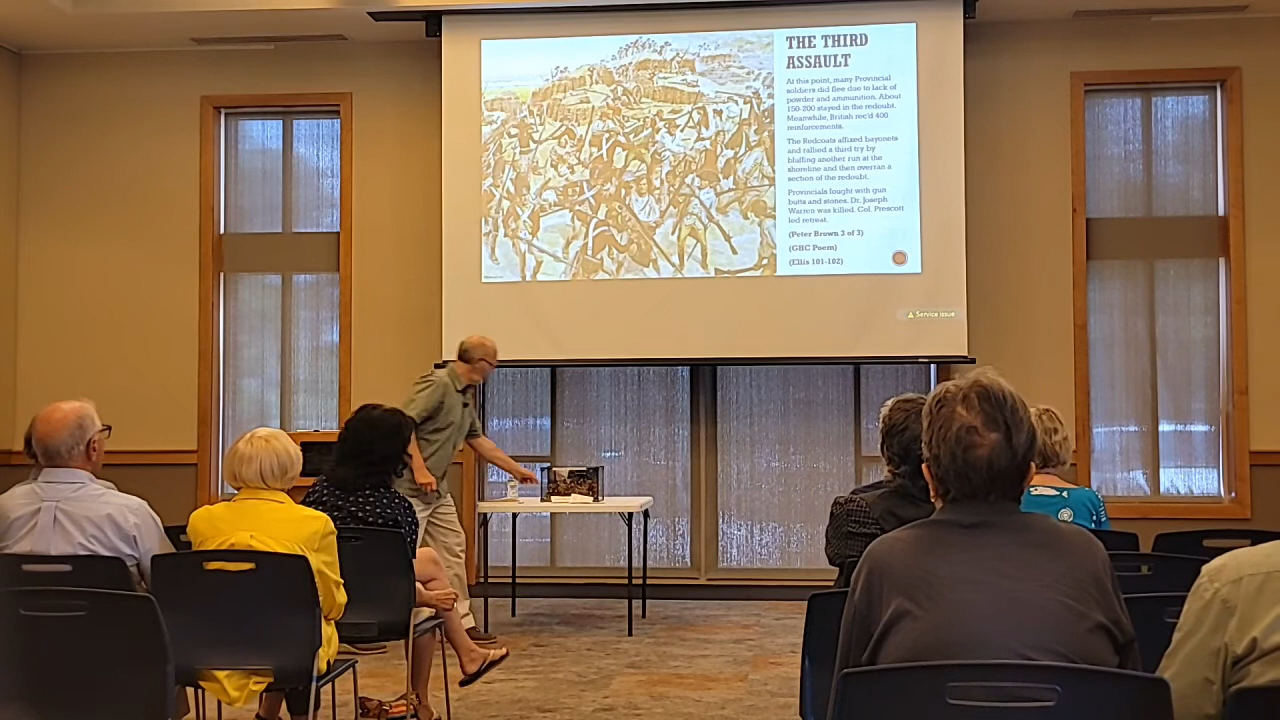 THE THIRD
ASSAULT
At this point, many Provincial
soldiers did flee due to lack of
powder and ammunition. About
150-200 stayed in the redoubt.
Meanwhile, British rec'd 400
reinforcements.
The Redcoats affixed bayonets
and rallied a third try by
bluffing another run at the
shoreline and then overran a
section of the redoubt.
Provincials fought with gun
butts and stones. Dr. Joseph
Warren was killed. Col. Prescott
led retreat.
(Peter Brown 3 of 3)
(GHC Poem)
(Ellis 101-102)
Service issue